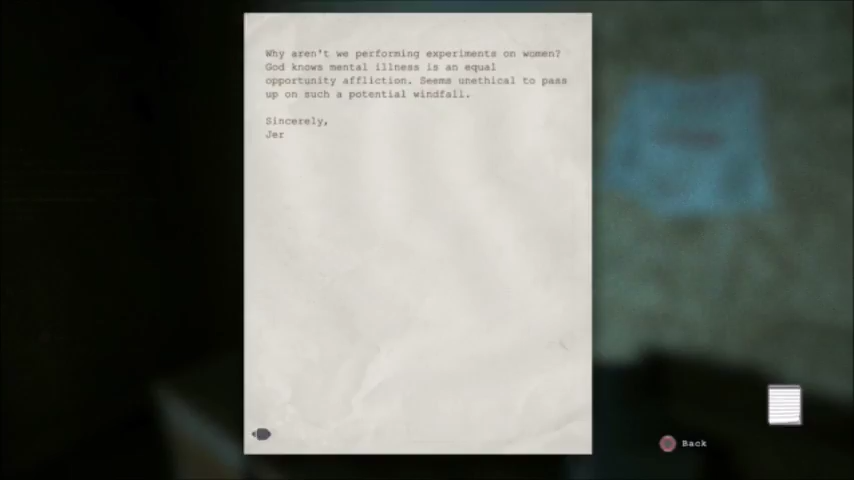 Why aren't we performing experiments on women?
God knows mental illness is an equal
opportunity affliction. Seems unethical to pass
up on such a potential windfall.
Sincerely,
Jer
Back